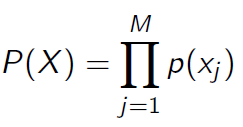 P(X) = ∏_{j=1}^{M} p(x_j)